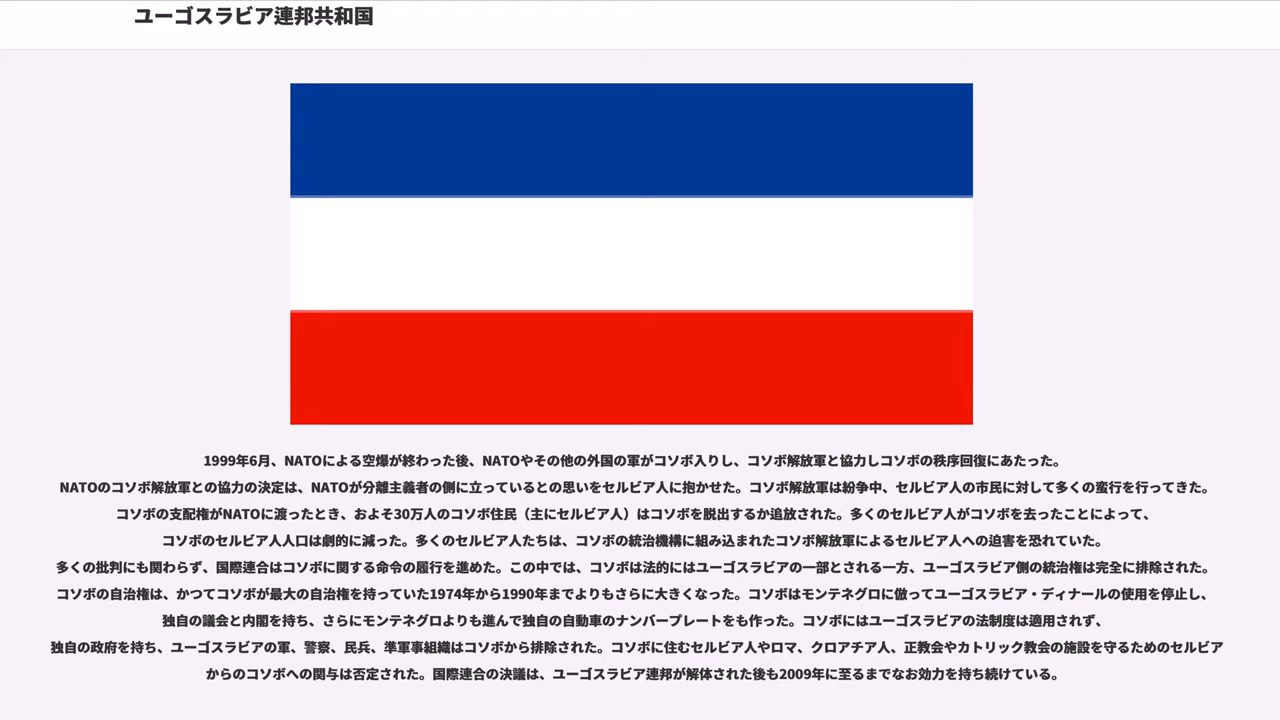 ユーゴスラビア連邦共和国
1999年6月、NATOによる空爆が終わった後、NATOやその他の外国の軍がコソボ入りし、コソボ解放軍と協力しコソボの秩序回復にあたった。
NATOのコソボ解放軍との協力の決定は、NATOが分離主義者の側に立っているとの思いをセルビア人に抱かせた。コソボ解放軍は紛争中、セルビア人の市民に対して多くの蛮行を行ってきた。
コソボの支配権がNATOに渡ったとき、およそ30万人のコソボ住民（主にセルビア人）はコソボを脱出するか追放された。多くのセルビア人がコソボを去ったことによって、
コソボのセルビア人人口は劇的に減った。多くのセルビア人たちは、コソボの統治機構に組み込まれたコソボ解放軍によるセルビア人への迫害を恐れていた。
多くの批判にも関わらず、国際連合はコソボに関する命令の履行を進めた。この中では、コソボは法的にはユーゴスラビアの一部とされる一方、ユーゴスラビア側の統治権は完全に排除された。
コソボの自治権は、かつてコソボが最大の自治権を持っていた1974年から1990年までよりもさらに大きくなった。コソボはモンテネグロに倣ってユーゴスラビア・ディナールの使用を停止し、
独自の議会と内閣を持ち、さらにモンテネグロよりも進んで独自の自動車のナンバープレートをも作った。コソボにはユーゴスラビアの法制度は適用されず、
独自の政府を持ち、ユーゴスラビアの軍、警察、民兵、準軍事組織はコソボから排除された。コソボに住むセルビア人やロマ、クロアチア人、正教会やカトリック教会の施設を守るためのセルビア
からのコソボへの関与は否定された。国際連合の決議は、ユーゴスラビア連邦が解体された後も2009年に至るまでなお効力を持ち続けている。